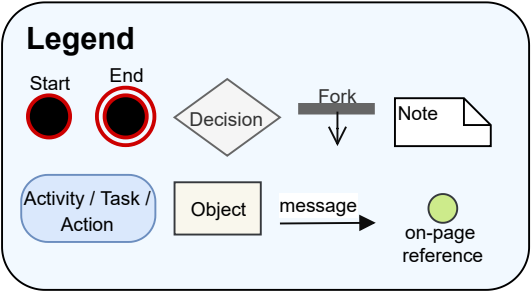 Legend
Start
End
Decision
Fork
Note
Activity / Task /
Action
Object
message
on-page
reference